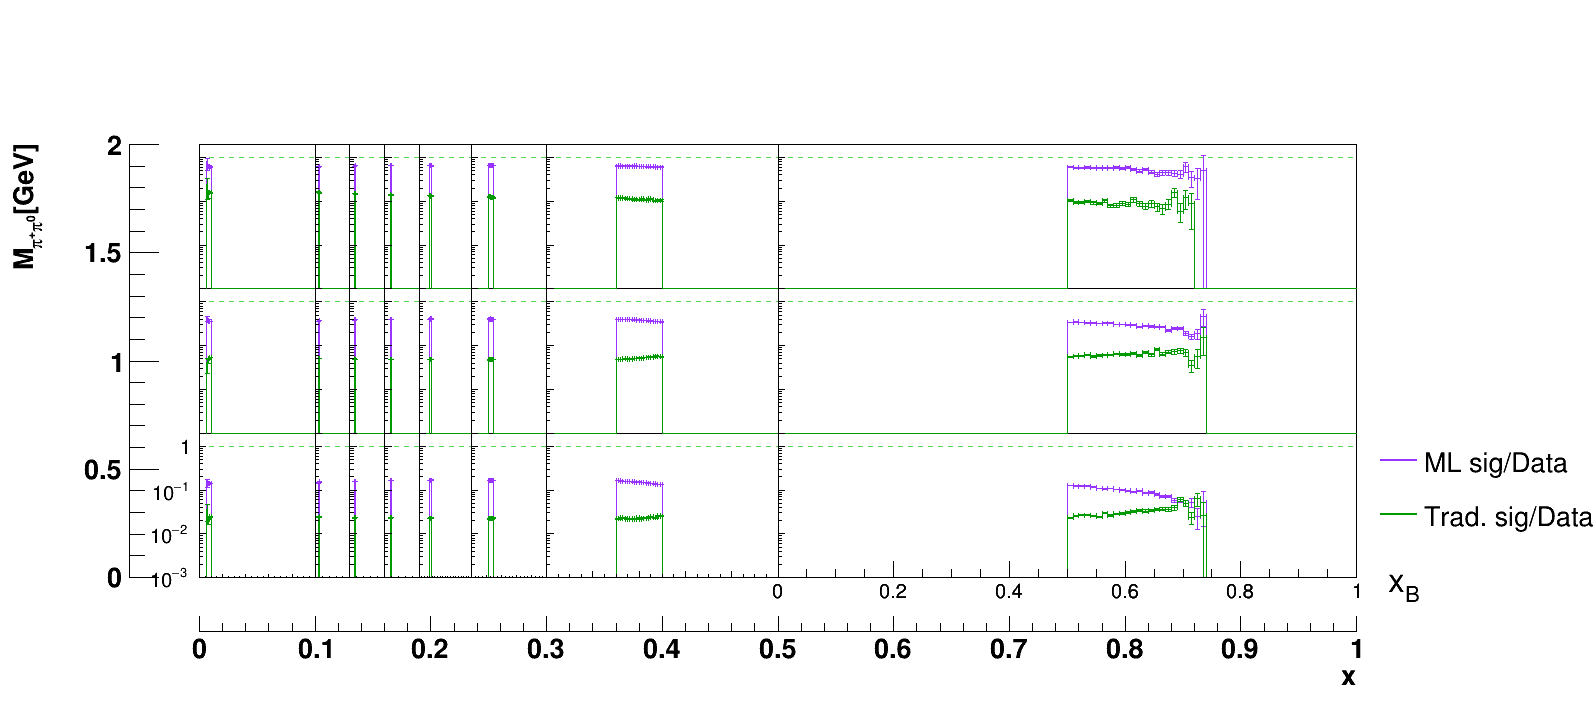 M_{π⁺π⁰}[GeV]
2
1.5
1
0.5
0
1
10⁻¹
10⁻²
10⁻³
ML sig/Data
Trad. sig/Data
0 0.2 0.4 0.6 0.8 1
x_B
0 0.1 0.2 0.3 0.4 0.5 0.6 0.7 0.8 0.9 1
x